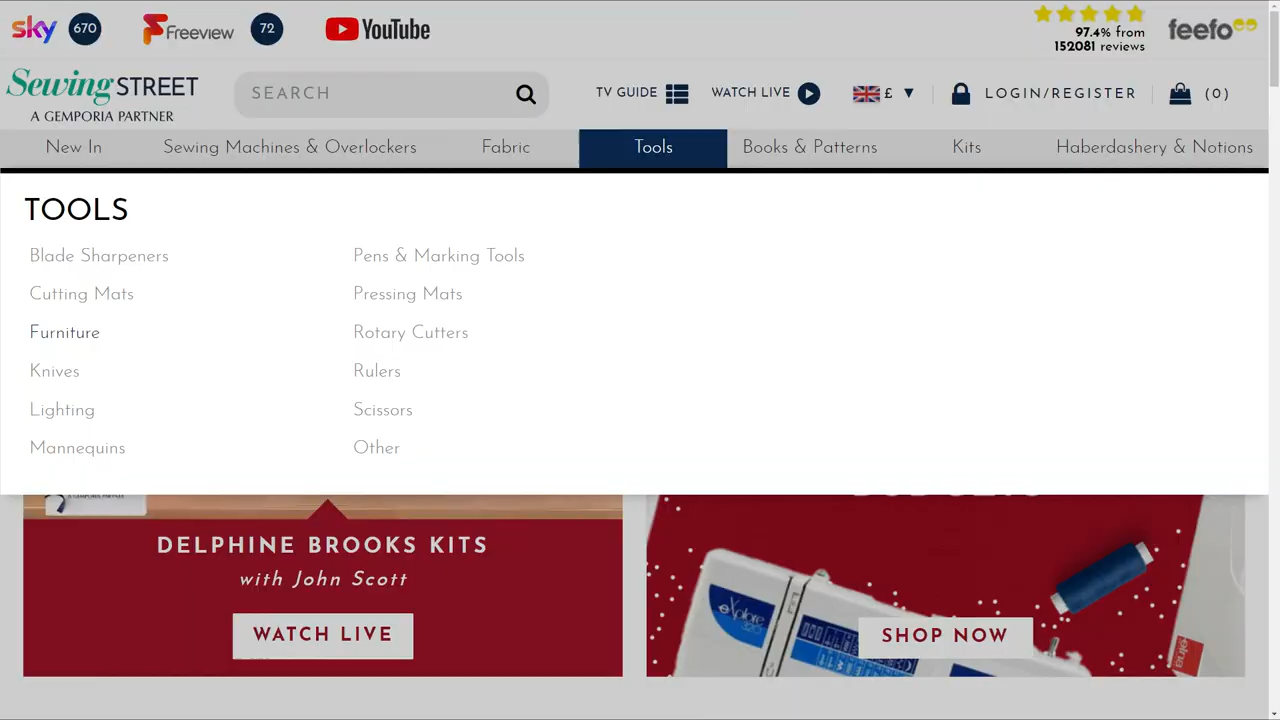 sky 670 Freeview 72 YouTube
97.4% from
152081 reviews
feefo
Sewing STREET
A GEMPORIA PARTNER
SEARCH
TV GUIDE WATCH LIVE £ ▼ LOGIN/REGISTER (0)
New In Sewing Machines & Overlockers Fabric Tools Books & Patterns Kits Haberdashery & Notions
TOOLS
Blade Sharpeners
Cutting Mats
Furniture
Knives
Lighting
Mannequins
Pens & Marking Tools
Pressing Mats
Rotary Cutters
Rulers
Scissors
Other
DELPHINE BROOKS KITS
with John Scott
WATCH LIVE
eXplore
320
SHOP NOW